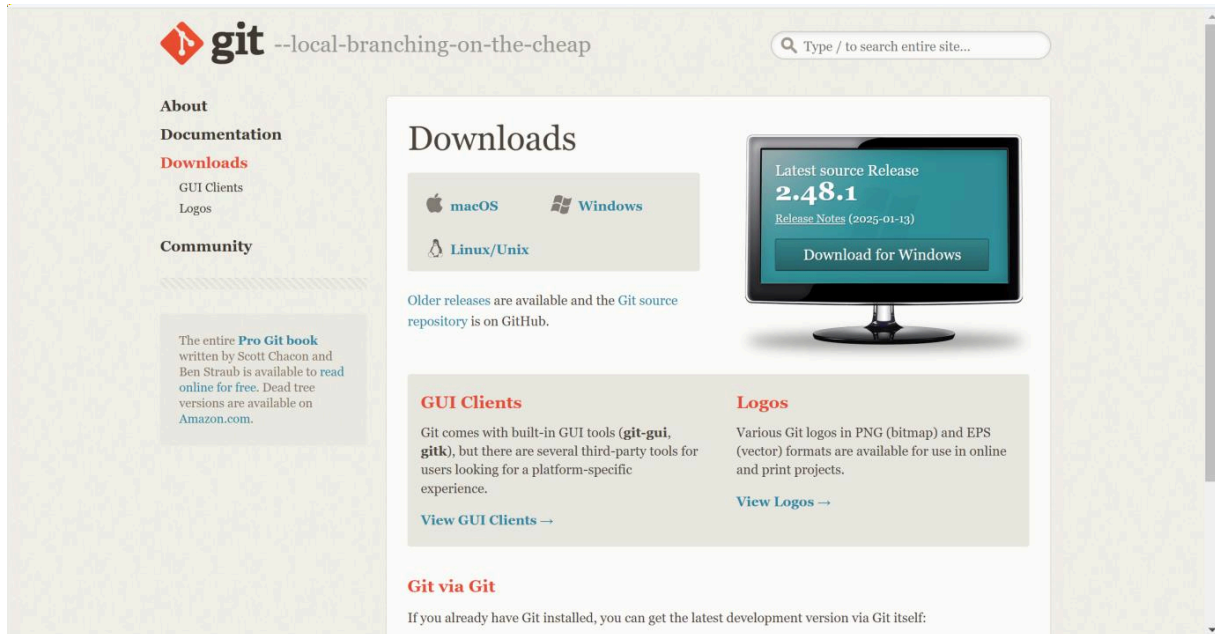 git --local-branching-on-the-cheap
Type / to search entire site...
About
Documentation
Downloads
GUI Clients
Logos
Community
The entire Pro Git book
written by Scott Chacon and
Ben Straub is available to read
online for free. Dead tree
versions are available on
Amazon.com.
Downloads
macOS
Windows
Linux/Unix
Older releases are available and the Git source
repository is on GitHub.
Latest source Release
2.48.1
Release Notes (2025-01-13)
Download for Windows
GUI Clients
Git comes with built-in GUI tools (git-gui,
gitk), but there are several third-party tools for
users looking for a platform-specific
experience.
View GUI Clients →
Logos
Various Git logos in PNG (bitmap) and EPS
(vector) formats are available for use in online
and print projects.
View Logos →
Git via Git
If you already have Git installed, you can get the latest development version via Git itself: